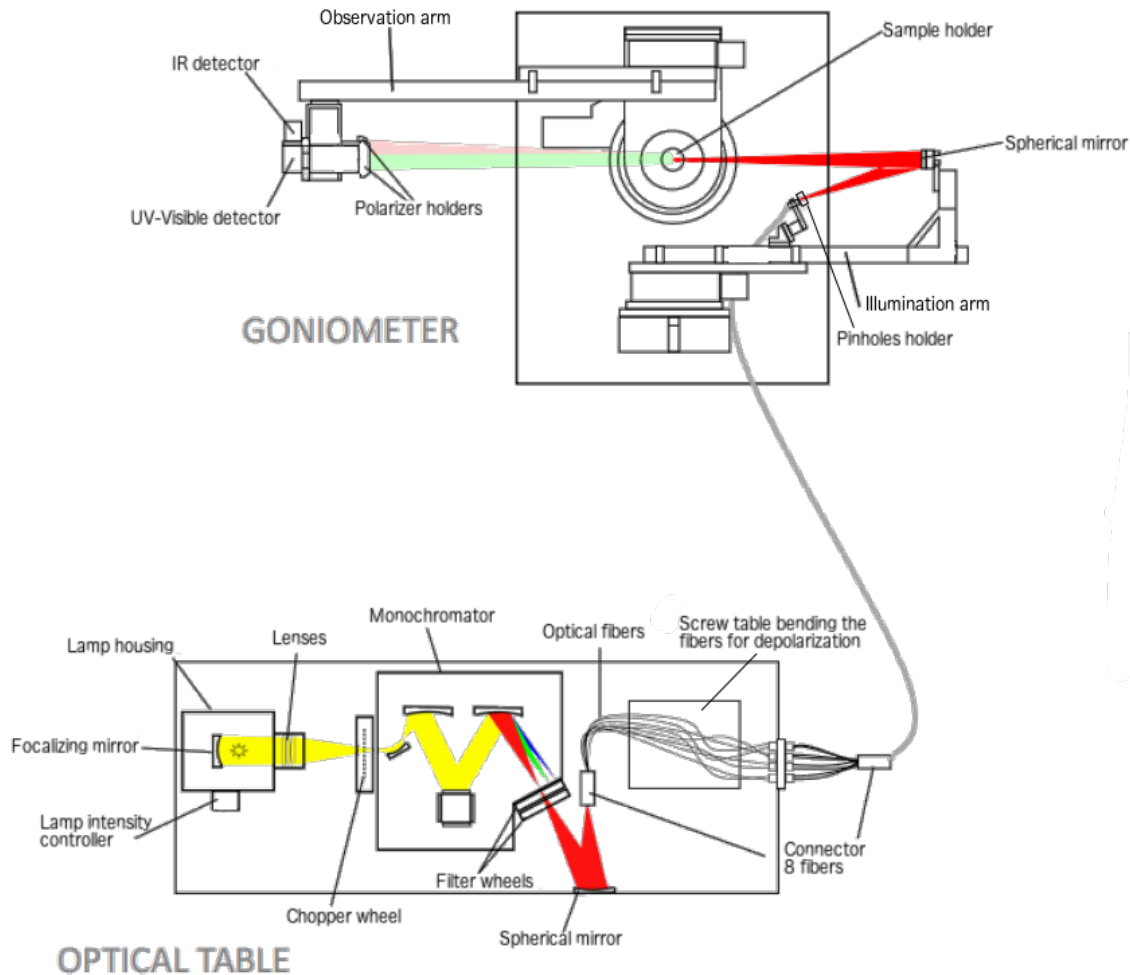 Observation arm
Sample holder
IR detector
Spherical mirror
UV-Visible detector
Polarizer holders
Illumination arm
GONIOMETER
Pinholes holder
Monochromator
Optical fibers
Screw table bending the
fibers for depolarization
Lamp housing
Lenses
Focalizing mirror
Lamp intensity
controller
Connector
8 fibers
Filter wheels
Chopper wheel
Spherical mirror
OPTICAL TABLE